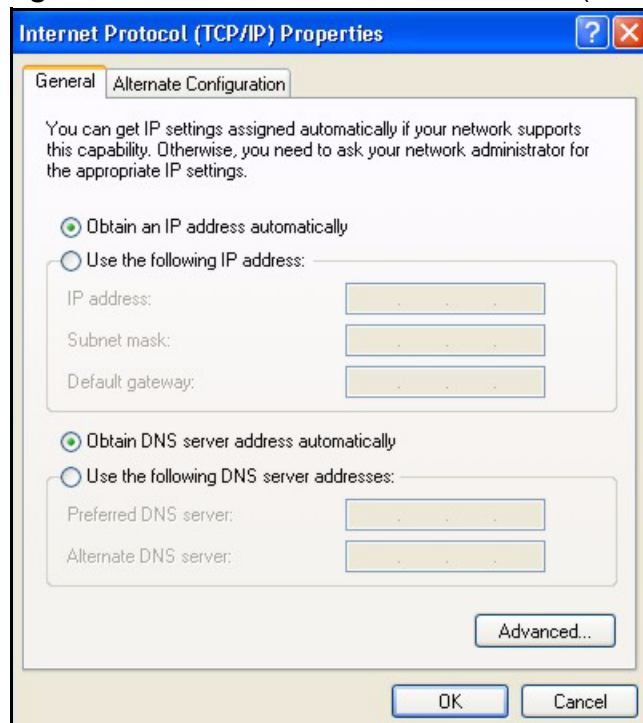 Internet Protocol (TCP/IP) Properties
General
Alternate Configuration
You can get IP settings assigned automatically if your network supports
this capability. Otherwise, you need to ask your network administrator for
the appropriate IP settings.
Obtain an IP address automatically
Use the following IP address:
IP address:
Subnet mask:
Default gateway:
Obtain DNS server address automatically
Use the following DNS server addresses:
Preferred DNS server:
Alternate DNS server:
Advanced...
OK
Cancel